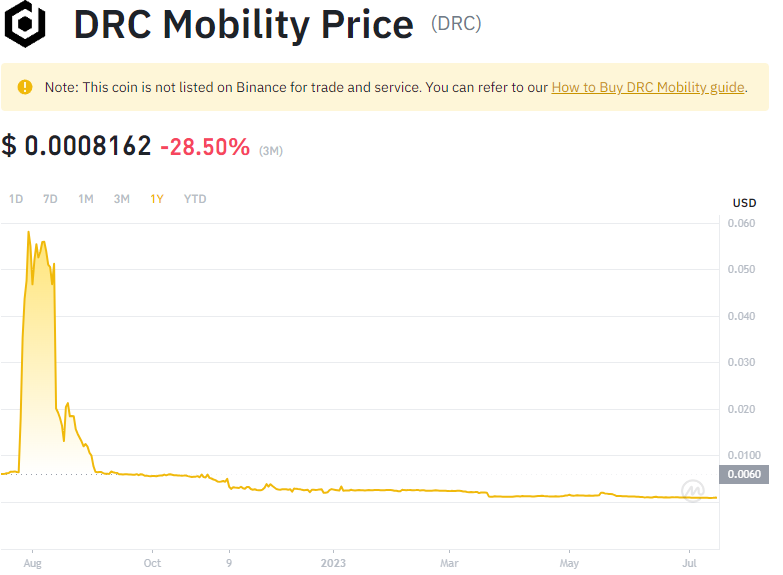 DRC Mobility Price (DRC)
Note: This coin is not listed on Binance for trade and service. You can refer to our How to Buy DRC Mobility guide.
$ 0.0008162 -28.50% (3M)
1D 7D 1M 3M 1Y YTD
USD
0.060
0.050
0.040
0.030
0.020
0.0100
0.0060
Aug Oct 9 2023 Mar May Jul